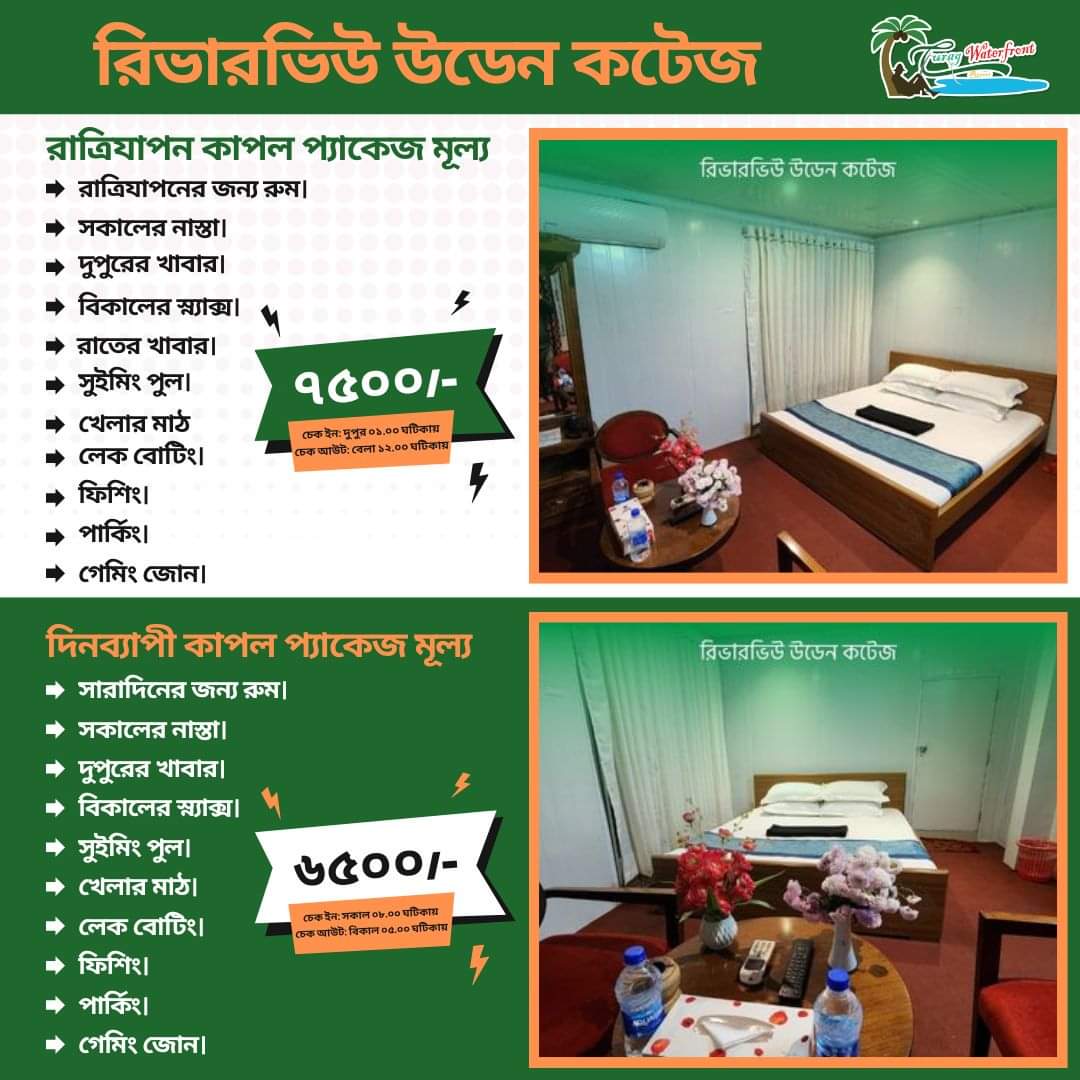 রিভারভিউ উডেন কটেজ
Turag Waterfront
রাত্রিযাপন কাপল প্যাকেজ মূল্য
রাত্রিযাপনের জন্য রুম।
সকালের নাস্তা।
দুপুরের খাবার।
বিকালের স্ন্যাক্স।
রাতের খাবার।
সুইমিং পুল।
খেলার মাঠ
লেক বোটিং।
ফিশিং।
পার্কিং।
গেমিং জোন।
৭৫০০/-
চেক ইন: দুপুর ০১.০০ ঘটিকায়
চেক আউট: বেলা ১২.০০ ঘটিকায়
রিভারভিউ উডেন কটেজ
দিনব্যাপী কাপল প্যাকেজ মূল্য
সারাদিনের জন্য রুম।
সকালের নাস্তা।
দুপুরের খাবার।
বিকালের স্ন্যাক্স।
সুইমিং পুল।
খেলার মাঠ।
লেক বোটিং।
ফিশিং।
পার্কিং।
গেমিং জোন।
৬৫০০/-
চেক ইন: সকাল ০৮.০০ ঘটিকায়
চেক আউট: বিকাল ০৫.০০ ঘটিকায়
রিভারভিউ উডেন কটেজ